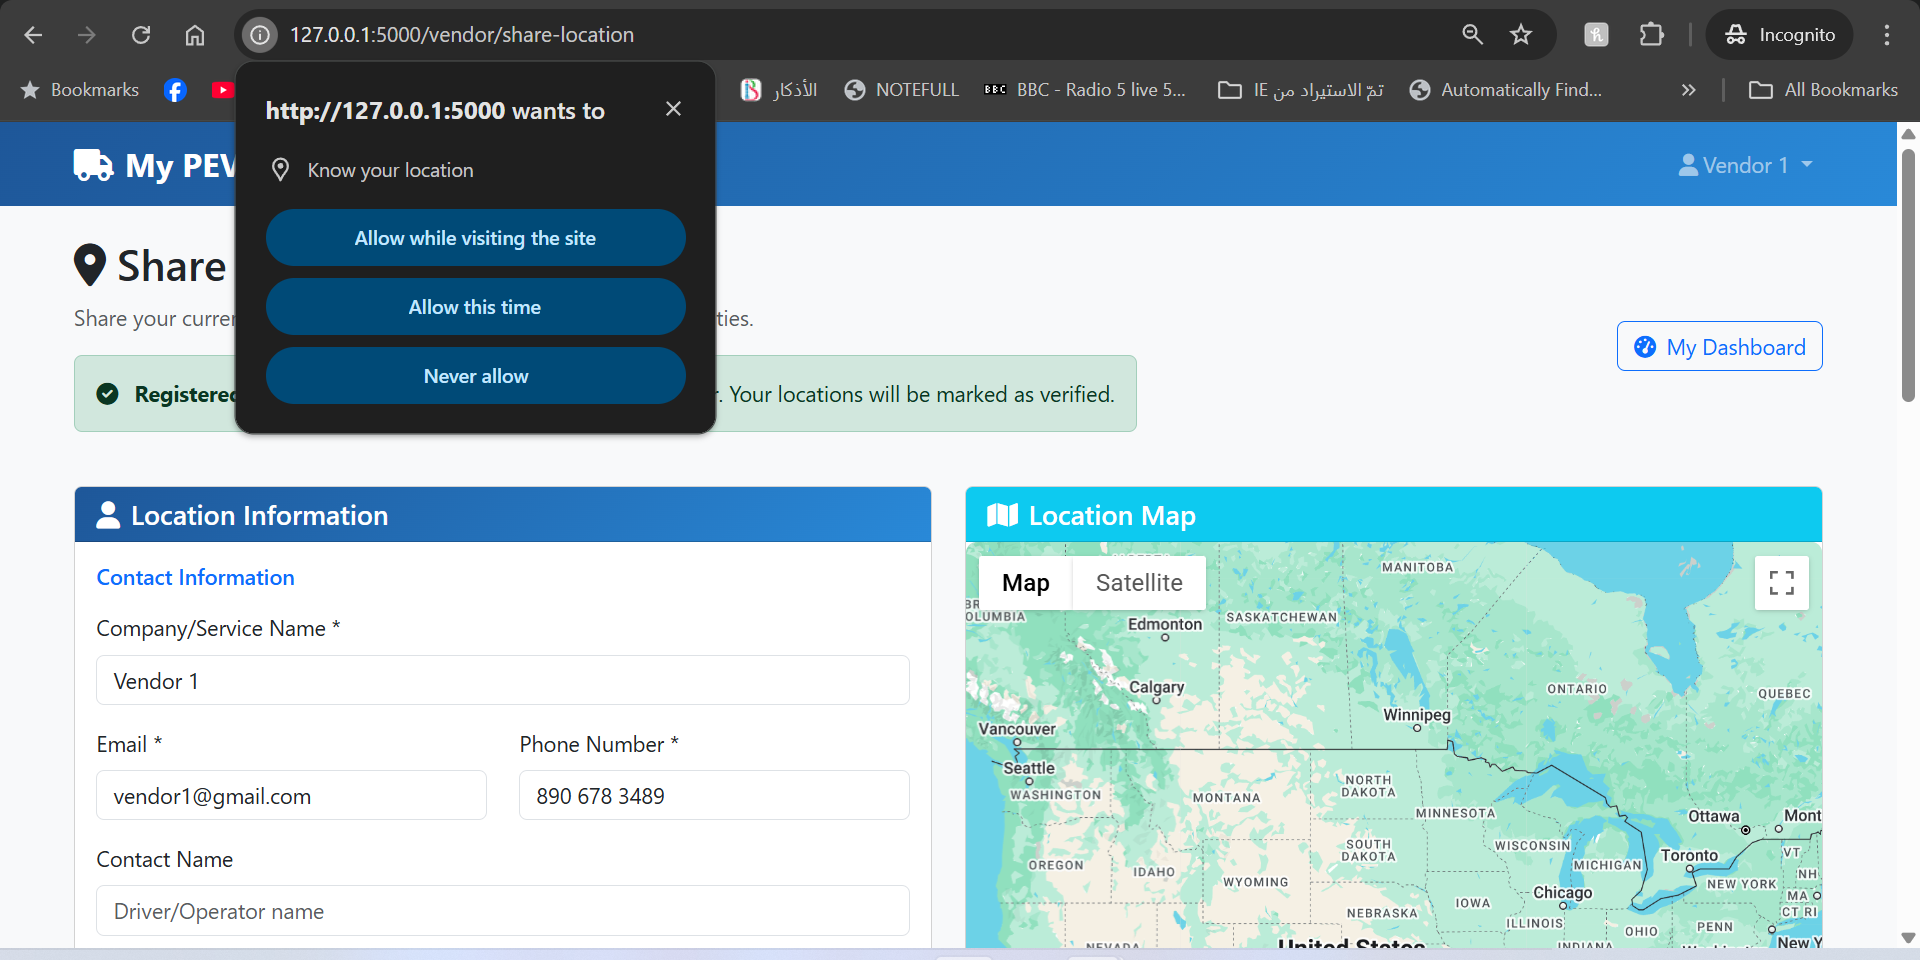 127.0.0.1:5000/vendor/share-location
Incognito
Bookmarks
الأذكار
NOTEFULL
BBC
BBC - Radio 5 live 5...
تمّ الاستيراد من IE
Automatically Find...
All Bookmarks
http://127.0.0.1:5000 wants to
Know your location
Allow while visiting the site
Allow this time
Never allow
My PEV
Vendor 1
Share
Share your curre
ties.
My Dashboard
Registered
. Your locations will be marked as verified.
Location Information
Contact Information
Company/Service Name *
Vendor 1
Email *
Phone Number *
vendor1@gmail.com
890 678 3489
Contact Name
Driver/Operator name
Location Map
Map
Satellite
MANITOBA
OLUMBIA
Edmonton
SASKATCHEWAN
Calgary
ONTARIO
QUEBEC
Winnipeg
Vancouver
Seattle
WASHINGTON
MONTANA
NORTH
DAKOTA
MINNESOTA
Ottawa
Mont
OREGON
IDAHO
SOUTH
DAKOTA
WISCONSIN
MICHIGAN
Toronto
VT
WYOMING
NEW YORK
NH
Chicago
MA
CT RI
IOWA
NEBRASKA
ILLINOIS
OHIO
PENN
NEVADA
United States
INDIANA
New Y